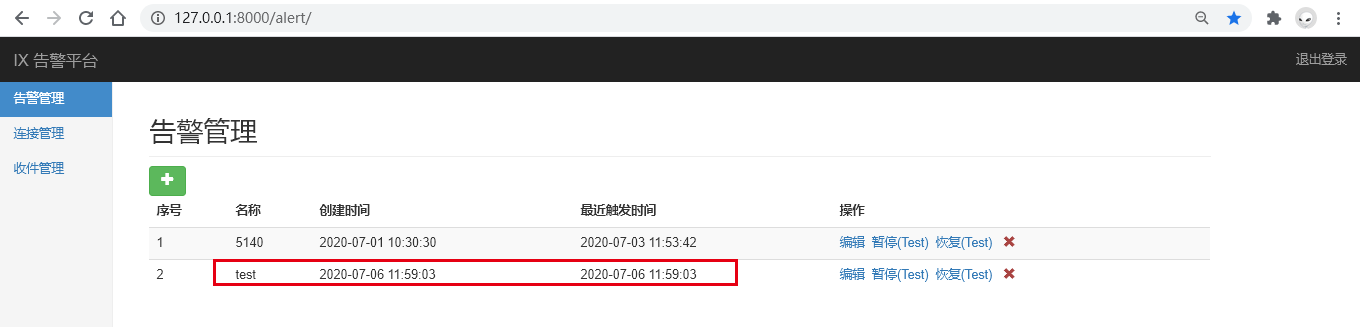 127.0.0.1:8000/alert/
IX 告警平台 退出登录
告警管理
连接管理
收件管理
告警管理
序号 名称 创建时间 最近触发时间 操作
1 5140 2020-07-01 10:30:30 2020-07-03 11:53:42 编辑 暂停(Test) 恢复(Test)
2 test 2020-07-06 11:59:03 2020-07-06 11:59:03 编辑 暂停(Test) 恢复(Test)